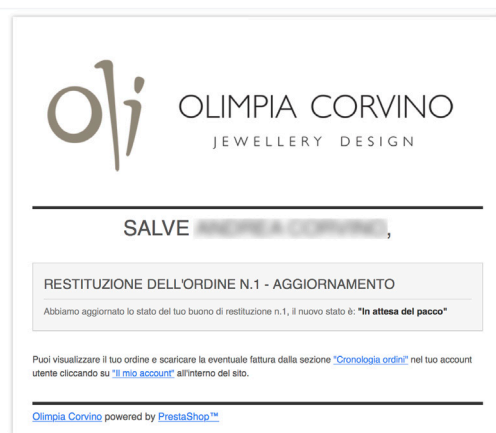 oli
OLIMPIA CORVINO
JEWELLERY DESIGN
SALVE ,
RESTITUZIONE DELL'ORDINE N.1 - AGGIORNAMENTO
Abbiamo aggiornato lo stato del tuo buono di restituzione n.1, il nuovo stato è: "In attesa del pacco"
Puoi visualizzare il tuo ordine e scaricare la eventuale fattura dalla sezione "Cronologia ordini" nel tuo account
utente cliccando su "Il mio account" all'interno del sito.
Olimpia Corvino powered by PrestaShop™